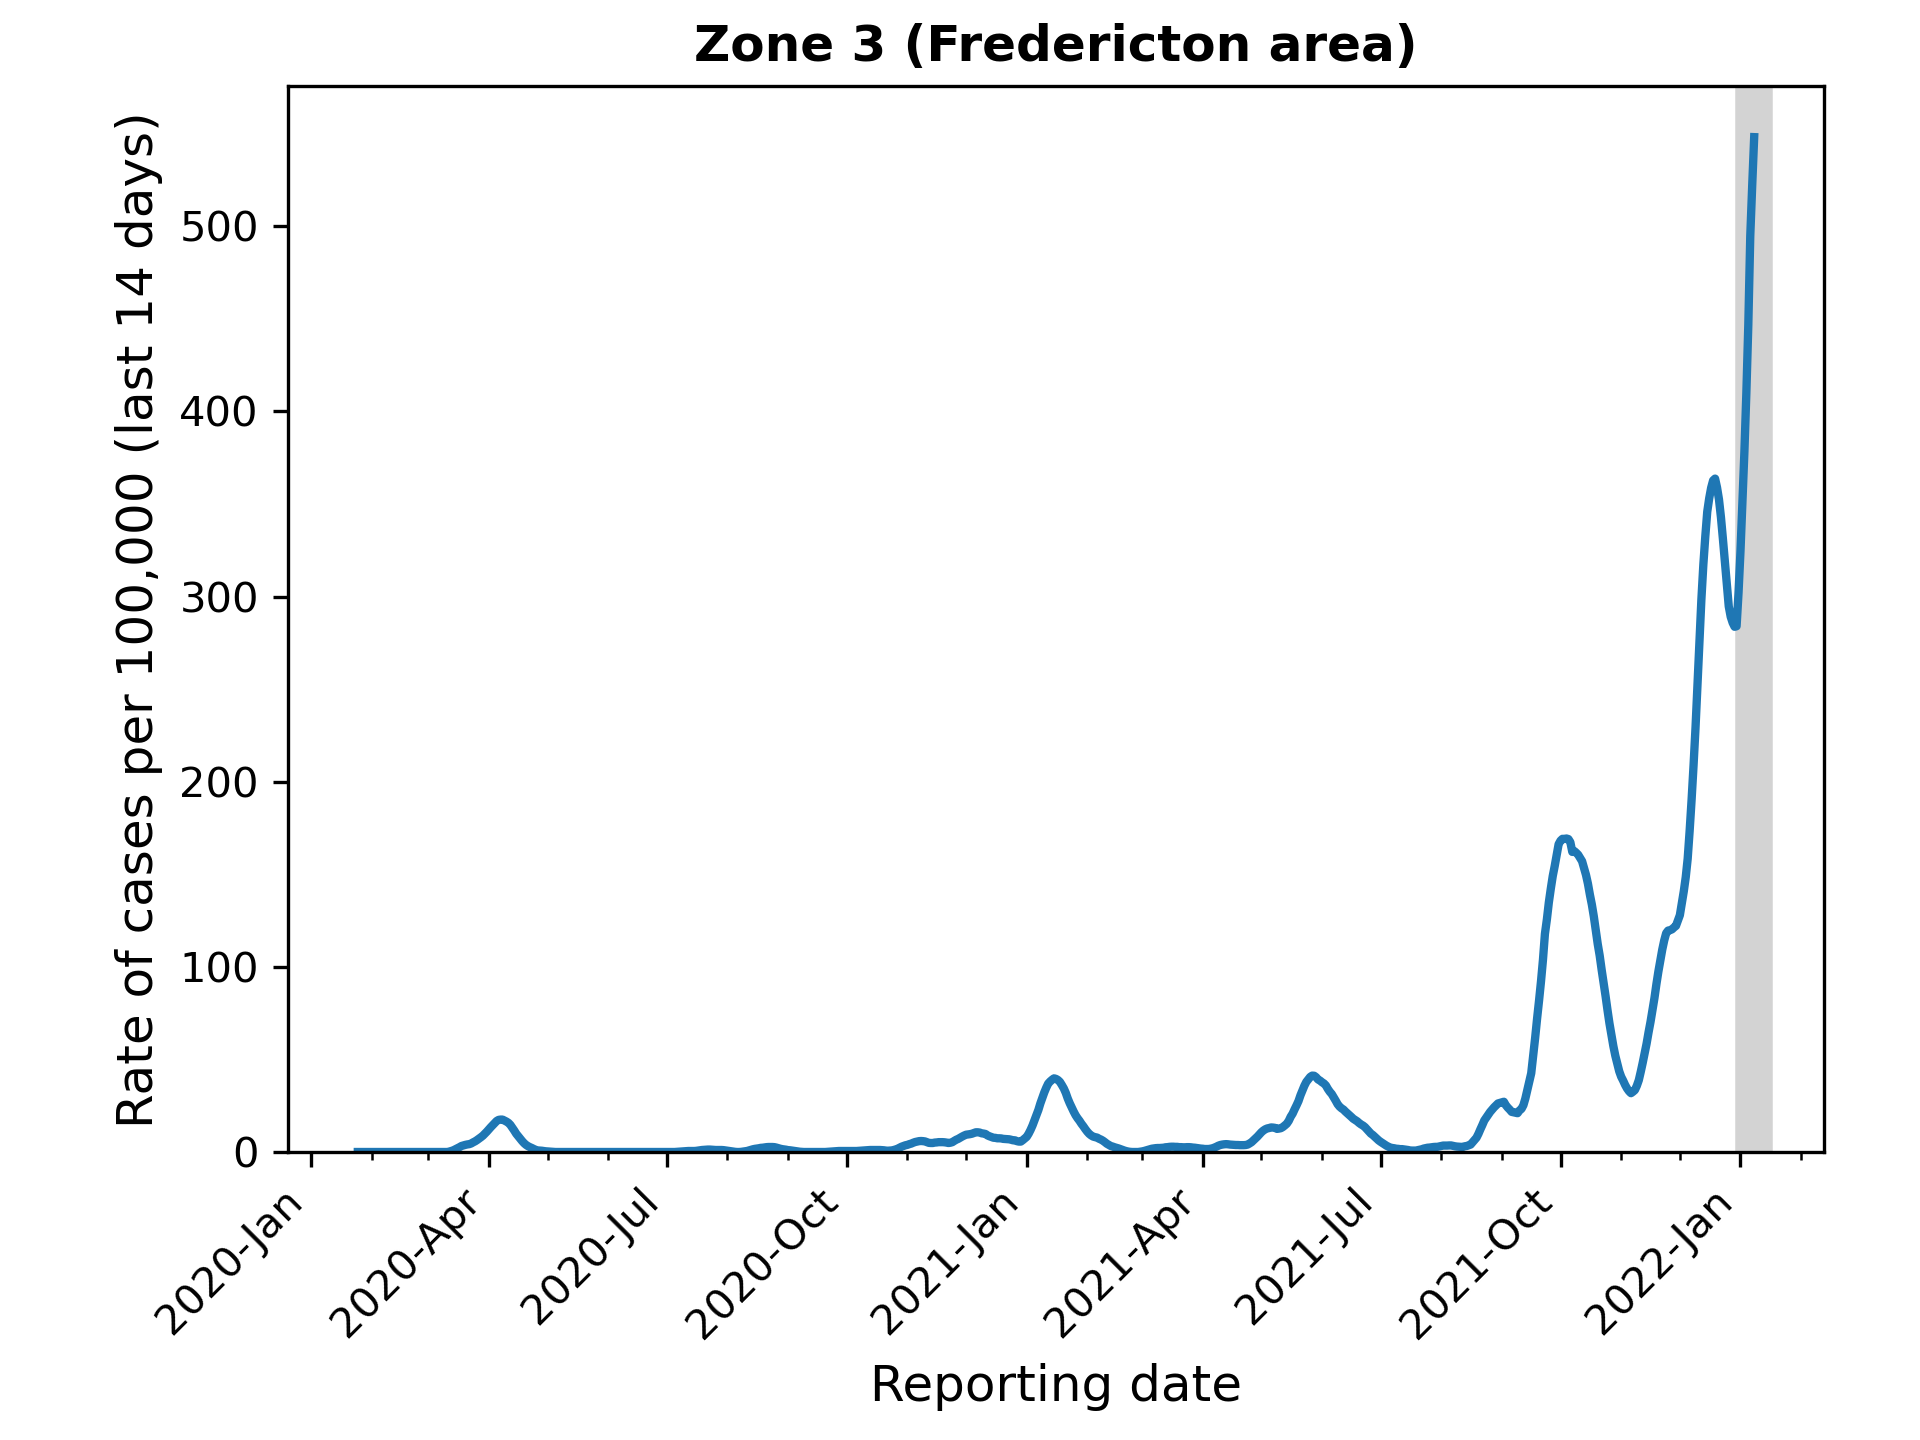 Zone 3 (Fredericton area)
Rate of cases per 100,000 (last 14 days)
500
400
300
200
100
0
2020-Jan
2020-Apr
2020-Jul
2020-Oct
2021-Jan
2021-Apr
2021-Jul
2021-Oct
2022-Jan
Reporting date